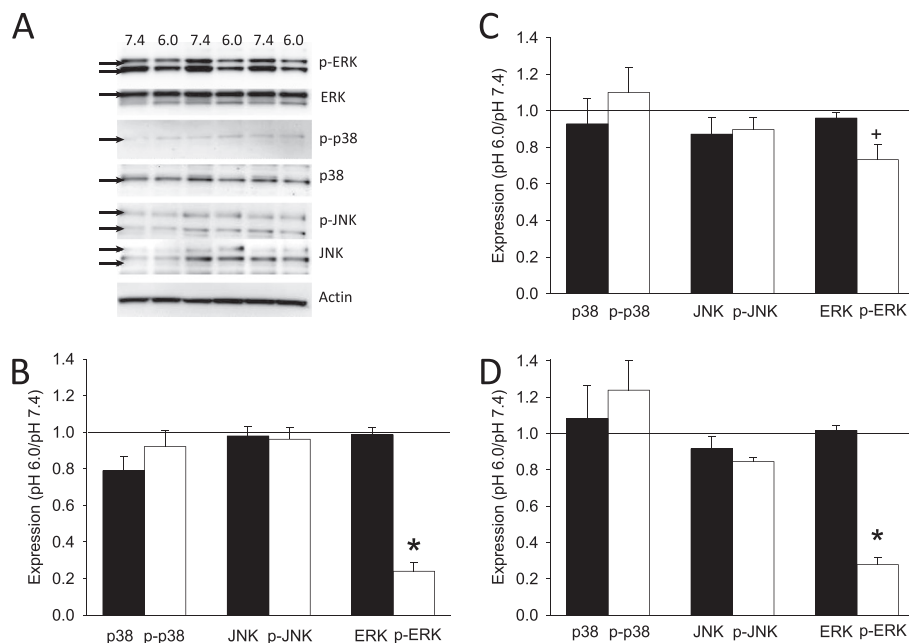 A
7.4 6.0 7.4 6.0 7.4 6.0
p-ERK
ERK
p-p38
p38
p-JNK
JNK
Actin
C
Expression (pH 6.0/pH 7.4)
1.4
1.2
1.0
0.8
0.6
0.4
0.2
0.0
+
p38 p-p38 JNK p-JNK ERK p-ERK
B
Expression (pH 6.0/pH 7.4)
1.4
1.2
1.0
0.8
0.6
0.4
0.2
0.0
*
p38 p-p38 JNK p-JNK ERK p-ERK
D
Expression (pH 6.0/pH 7.4)
1.4
1.2
1.0
0.8
0.6
0.4
0.2
0.0
*
p38 p-p38 JNK p-JNK ERK p-ERK